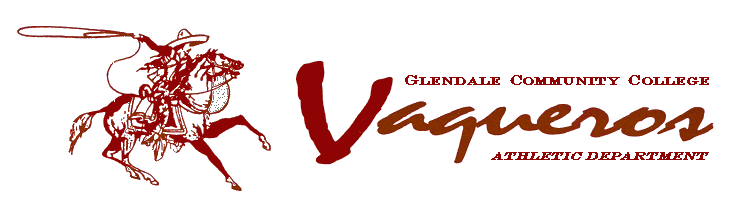 Glendale Community College
Vaqueros
ATHLETIC DEPARTMENT